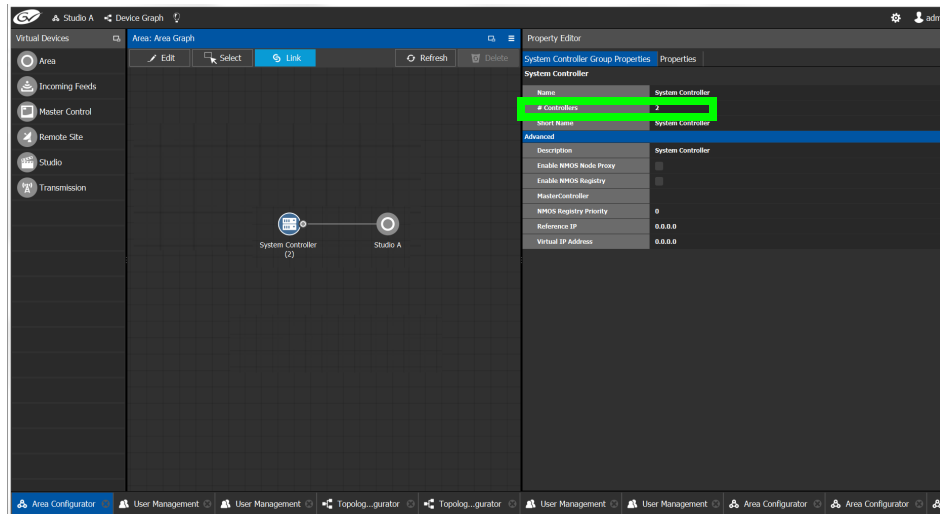 GV Studio A Device Graph adm
Virtual Devices
Area
Incoming Feeds
Master Control
Remote Site
Studio
Transmission
Area: Area Graph
Edit Select Link Refresh Delete
System Controller
(2)
Studio A
Property Editor
System Controller Group Properties Properties
System Controller
Name System Controller
# Controllers 2
Short Name System Controller
Advanced
Description System Controller
Enable NMOS Node Proxy
Enable NMOS Registry
MasterController
NMOS Registry Priority 0
Reference IP 0.0.0.0
Virtual IP Address 0.0.0.0
Area Configurator User Management User Management Topolog...gurator Topolog...gurator User Management User Management Area Configurator Area Configurator